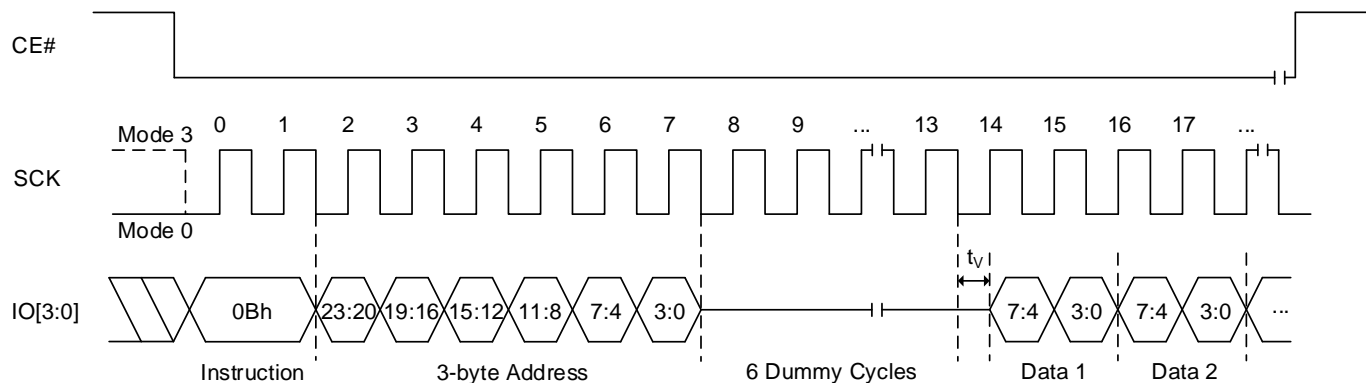 CE#
Mode 3 0 1 2 3 4 5 6 7 8 9 ... 13 14 15 16 17 ...
SCK
Mode 0
tV
IO[3:0] 0Bh 23:20 19:16 15:12 11:8 7:4 3:0 7:4 3:0 7:4 3:0 ...
Instruction 3-byte Address 6 Dummy Cycles Data 1 Data 2